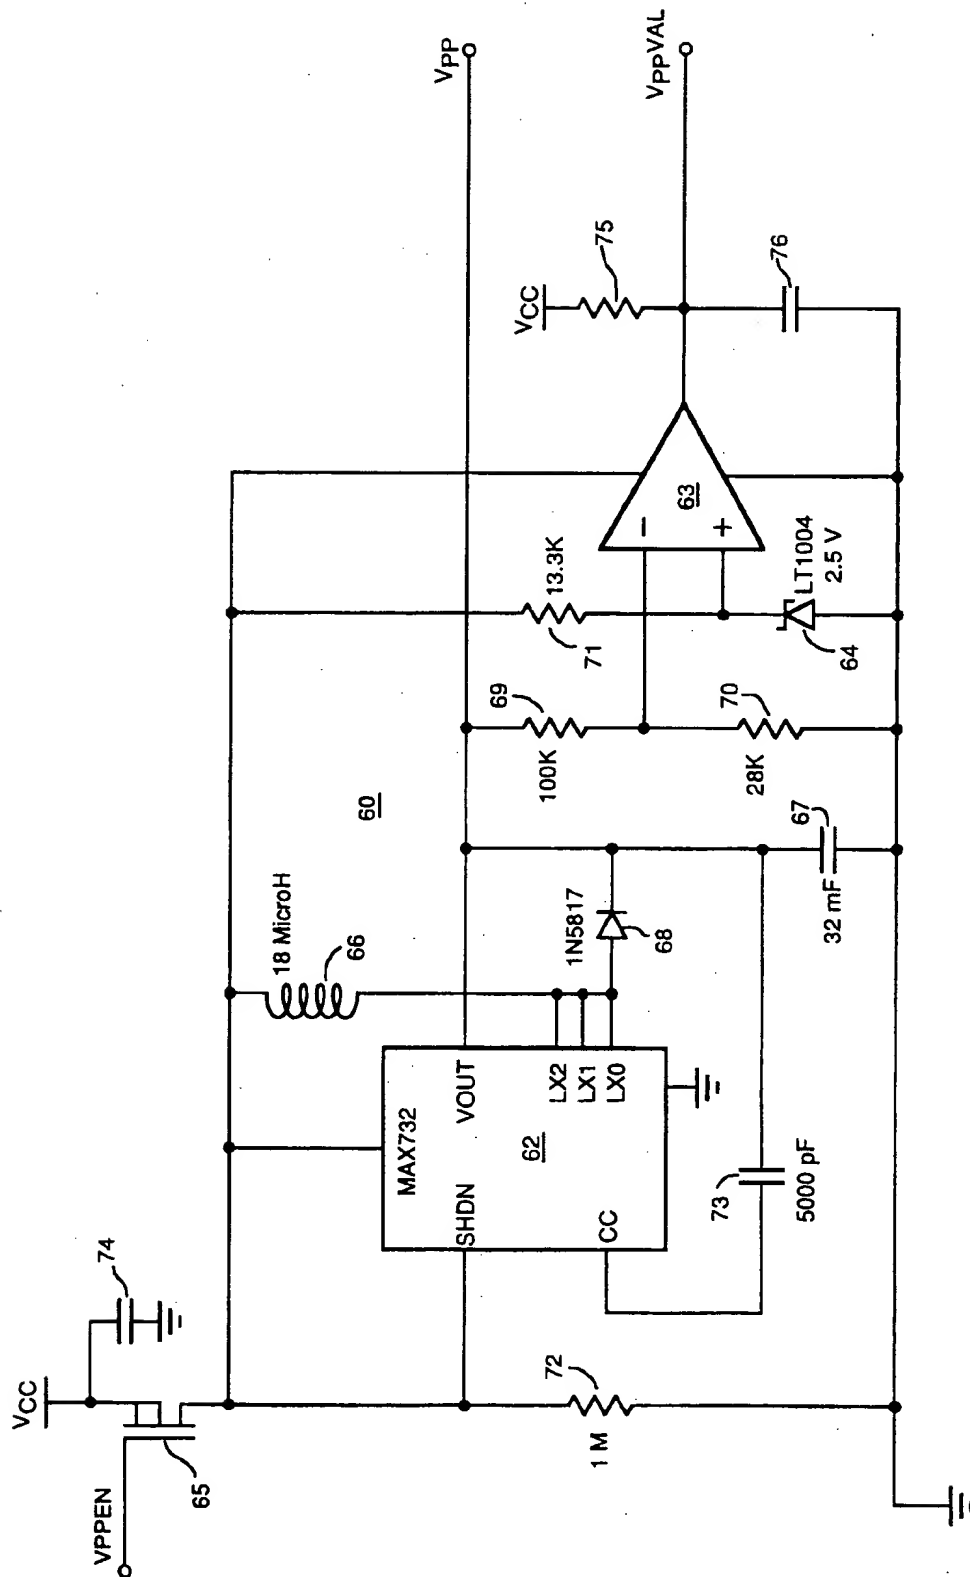 VPPEN
VCC
65
74
MAX732
SHDN
VOUT
62
LX2
LX1
LX0
CC
72
1 M
73
5000 pF
18 MicroH
66
1N5817
68
67
32 mF
60
69
100K
70
28K
71
13.3K
64
LT1004
2.5 V
63
−
+
VCC
75
76
VPP
VPPVAL